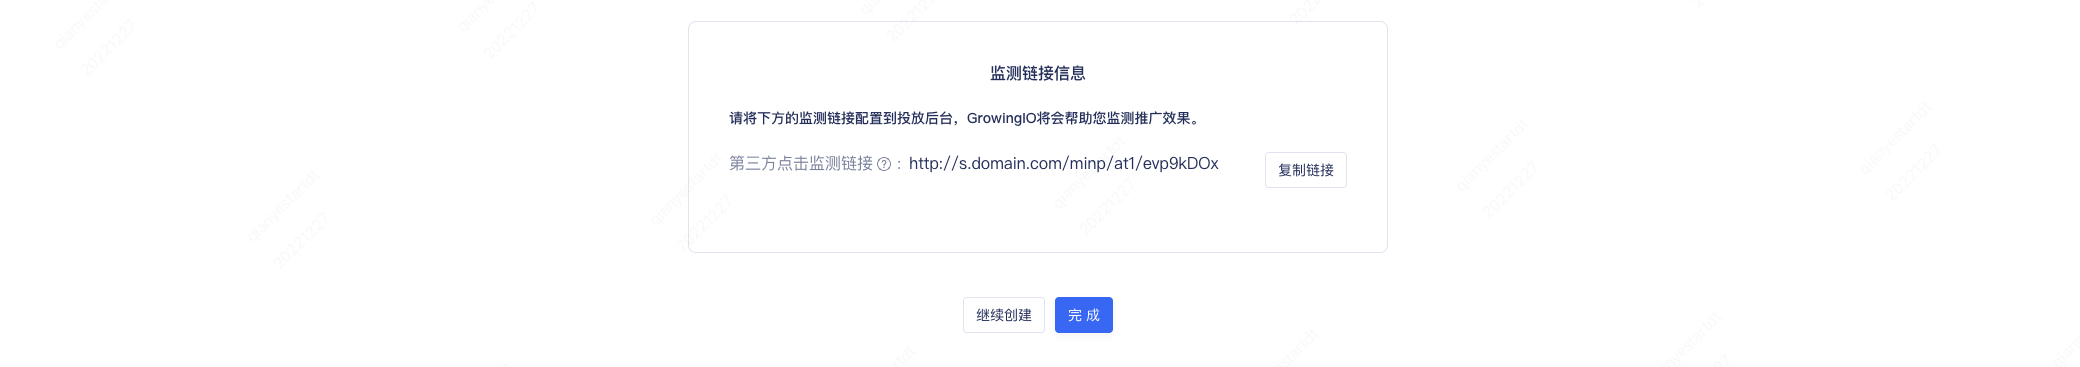 监测链接信息
请将下方的监测链接配置到投放后台，GrowingIO将会帮助您监测推广效果。
第三方点击监测链接 ? : http://s.domain.com/minp/at1/evp9kDOx
复制链接
继续创建
完 成
qianyestartdt
20221227